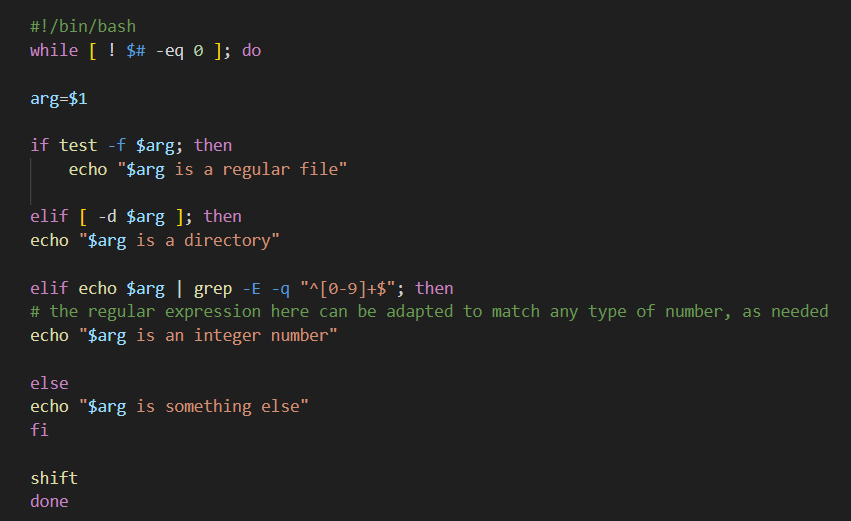 #!/bin/bash
while [ ! $# -eq 0 ]; do
arg=$1
if test -f $arg; then
echo "$arg is a regular file"
elif [ -d $arg ]; then
echo "$arg is a directory"
elif echo $arg | grep -E -q "^[0-9]+$"; then
# the regular expression here can be adapted to match any type of number, as needed
echo "$arg is an integer number"
else
echo "$arg is something else"
fi
shift
done